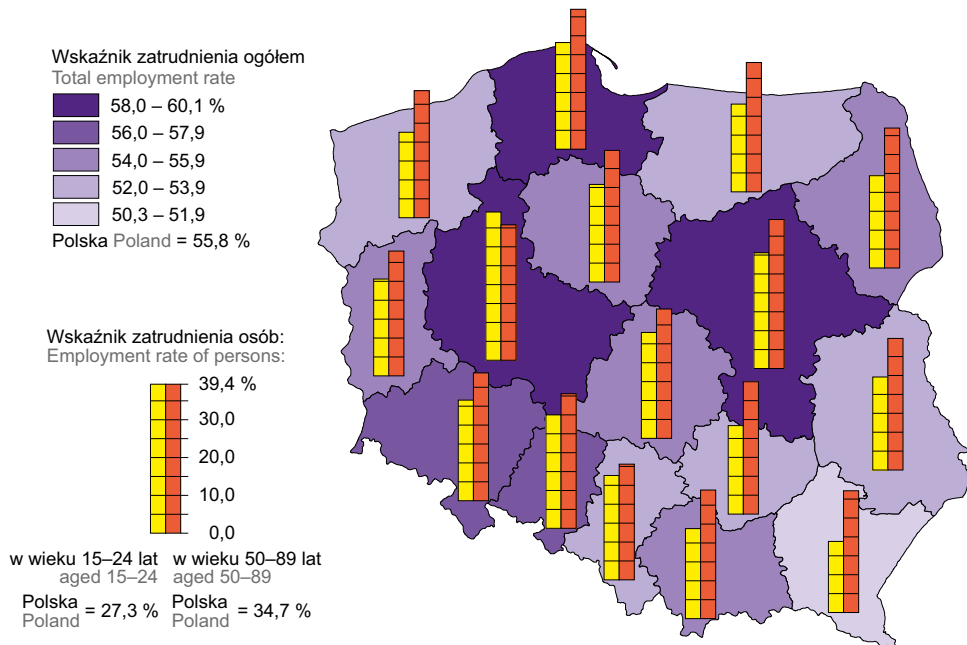 Wskaźnik zatrudnienia ogółem
Total employment rate
58,0 – 60,1 %
56,0 – 57,9
54,0 – 55,9
52,0 – 53,9
50,3 – 51,9
Polska Poland = 55,8 %
Wskaźnik zatrudnienia osób:
Employment rate of persons:
39,4 %
30,0
20,0
10,0
0,0
w wieku 15–24 lat
aged 15–24
Polska
Poland = 27,3 %
w wieku 50–89 lat
aged 50–89
Polska
Poland = 34,7 %